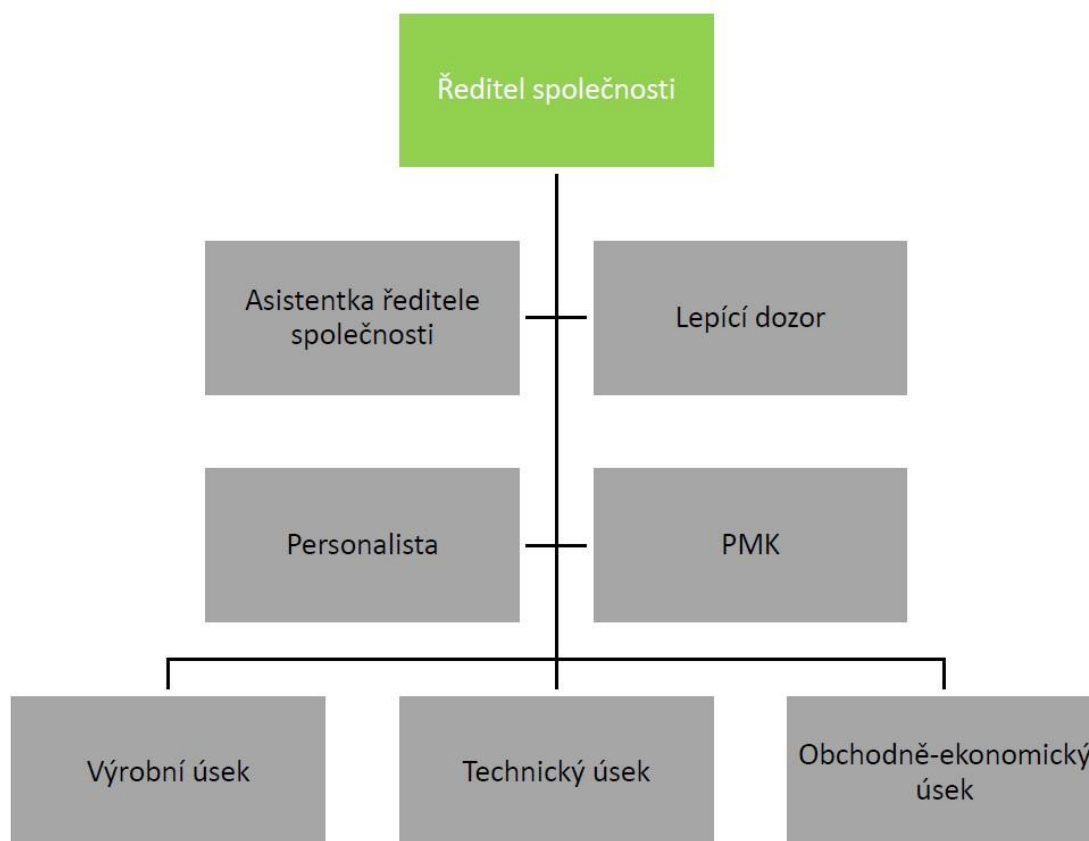 Ředitel společnosti
Asistentka ředitele
společnosti
Lepící dozor
Personalista
PMK
Výrobní úsek
Technický úsek
Obchodně-ekonomický
úsek